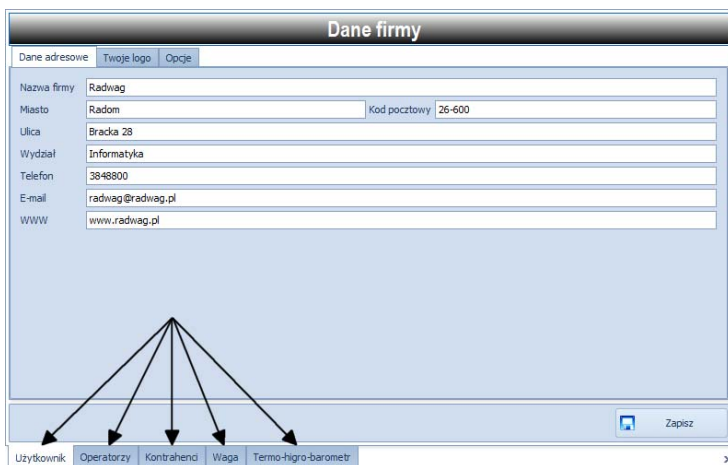 Dane firmy
Dane adresowe Twoje logo Opcje
Nazwa firmy Radwag
Miasto Radom Kod pocztowy 26-600
Ulica Bracka 28
Wydział Informatyka
Telefon 3848800
E-mail radwag@radwag.pl
WWW www.radwag.pl
Zapisz
Użytkownik Operatorzy Kontrahenci Waga Termo-higro-barometr